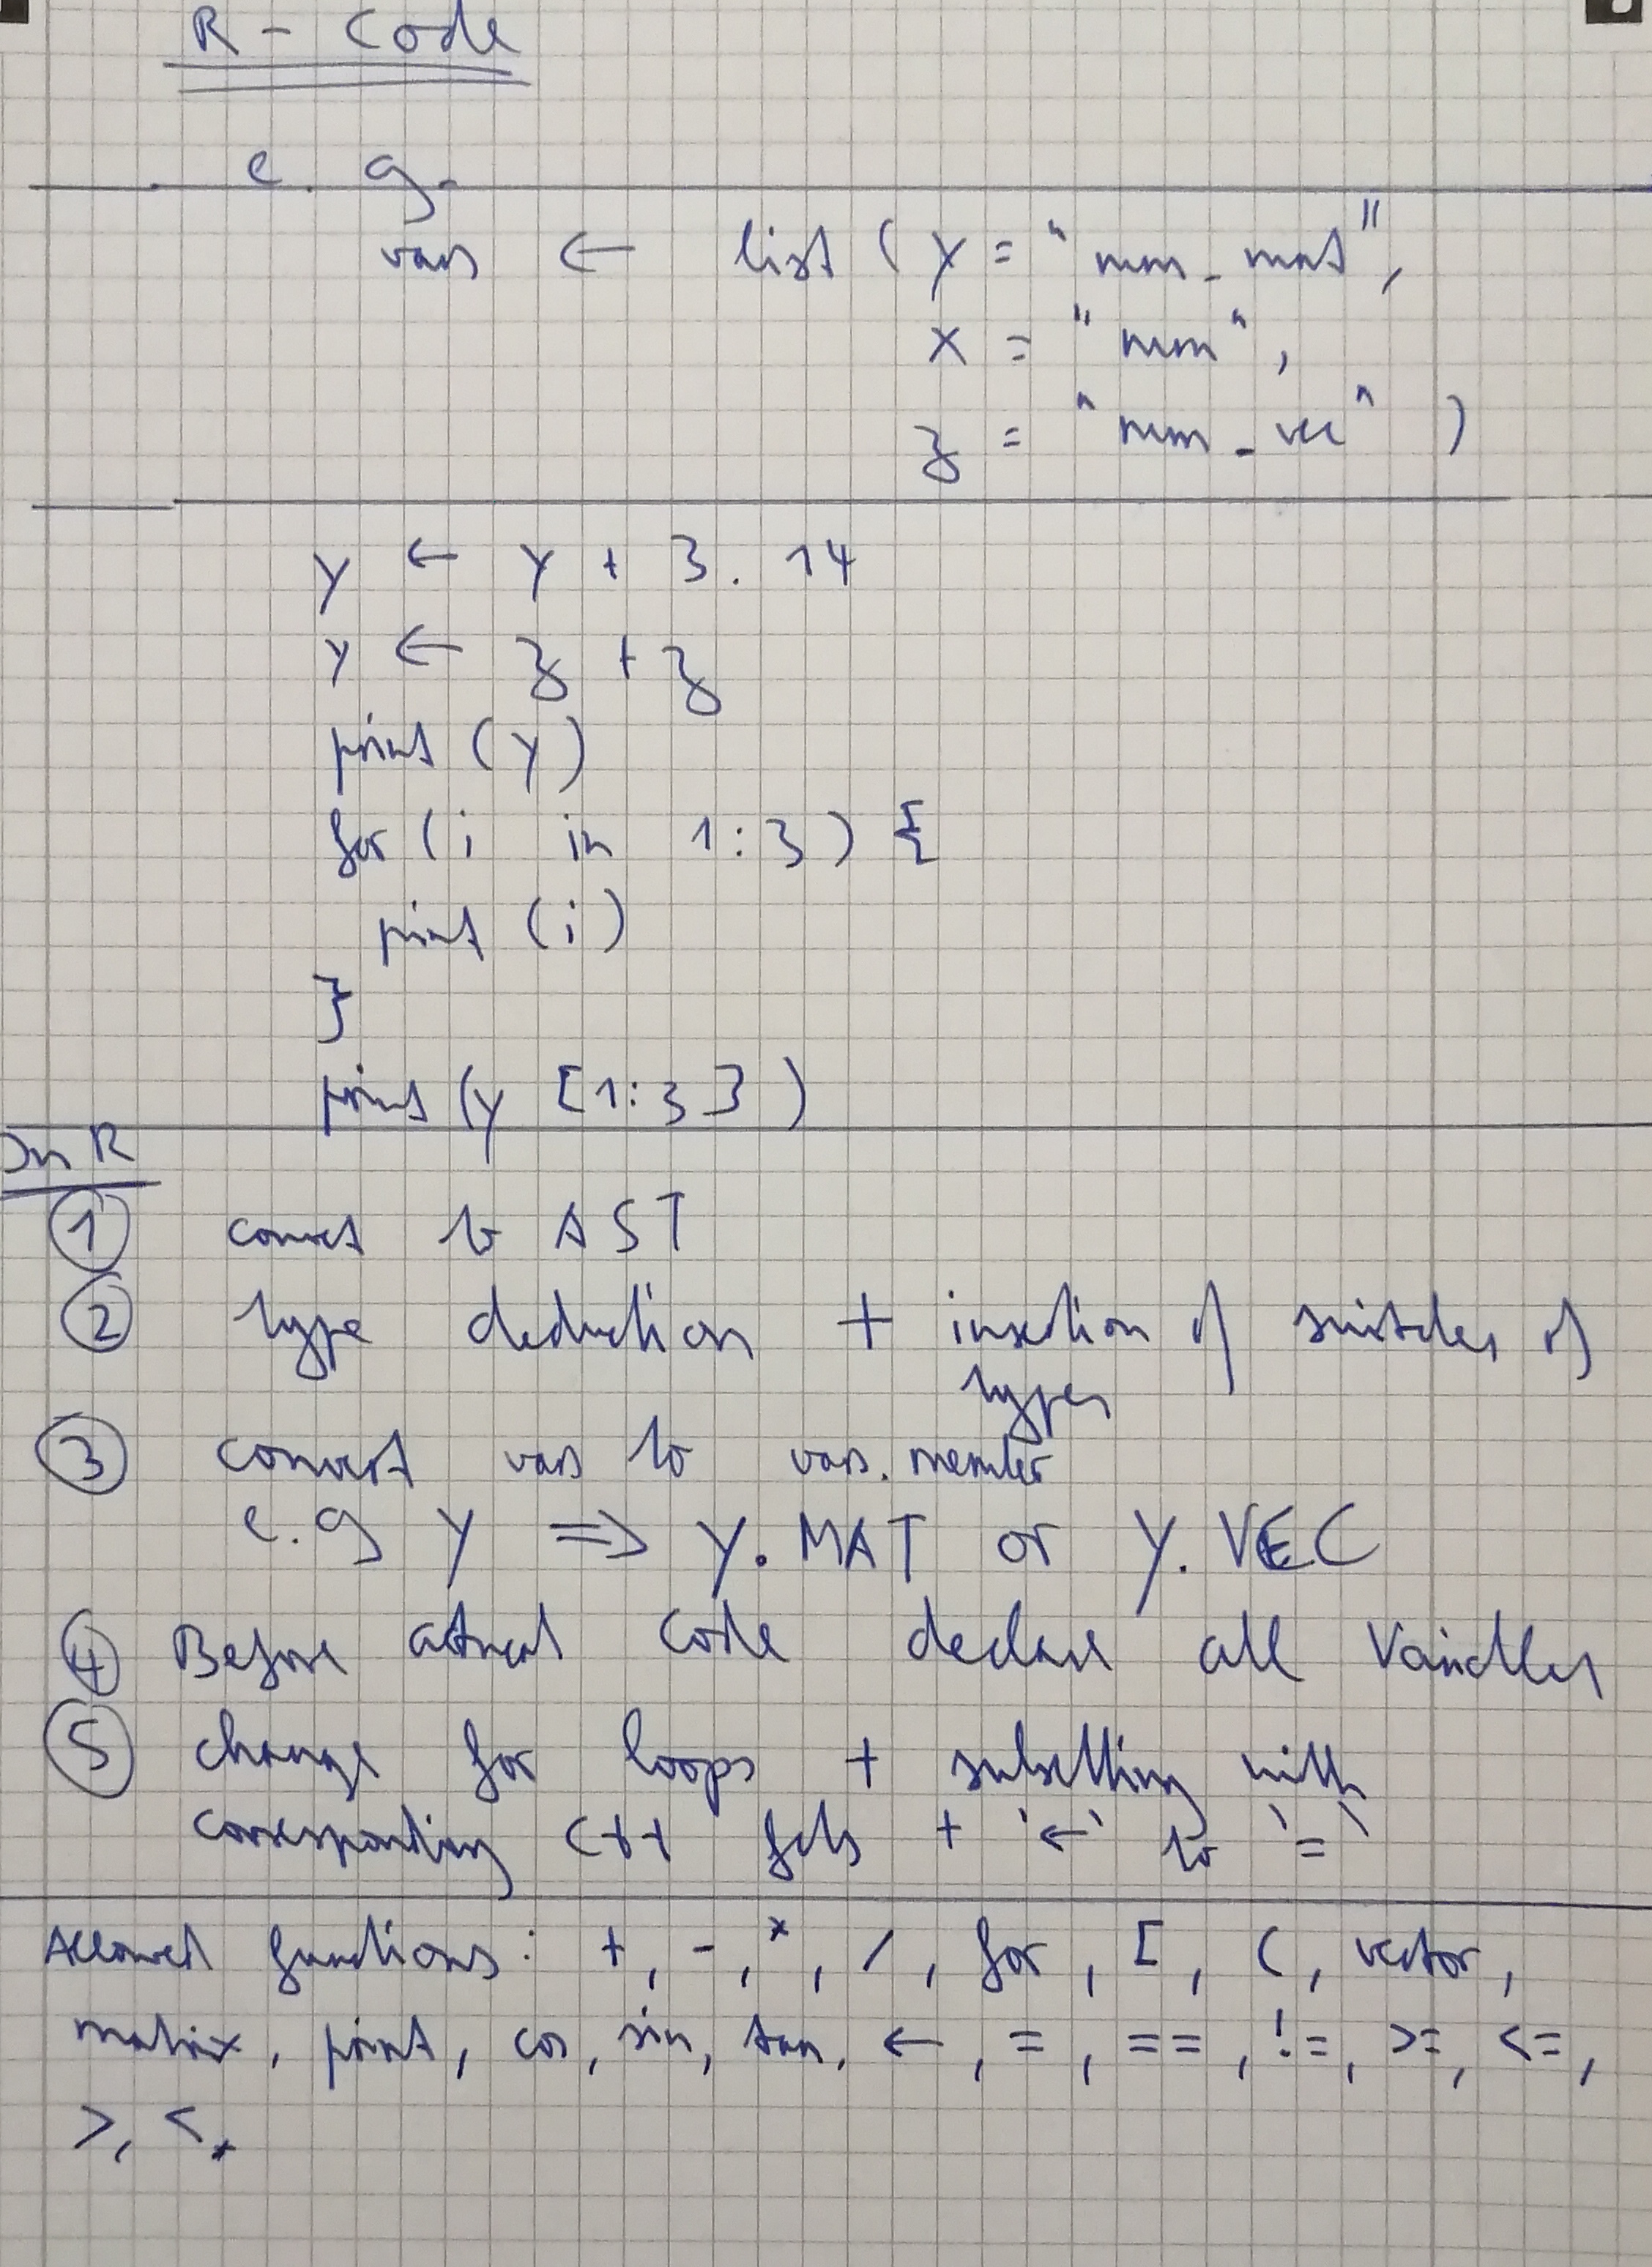 R - Code
e. g.
vars ← list ( y = "num_mat",
x = "num",
z = "num_vec" )
y ← y + 3. 14
y ← z + z
print (y)
for (i in 1:3) {
print (i)
}
print (y [1:3])
In R
① convert to AST
② type deduction + insertion of switches of
types
③ convert vars to vars. member
e.g y ⇒ y. MAT or y. VEC
④ Before actual code declare all Variables
⑤ change for loops + subsetting with
corresponding C++ fcts + '←' to '='
Allowed functions: +, -, *, /, for, [, (, vector,
matrix, print, cos, sin, tan, ←, =, ==, !=, >=, <=,
>, <,